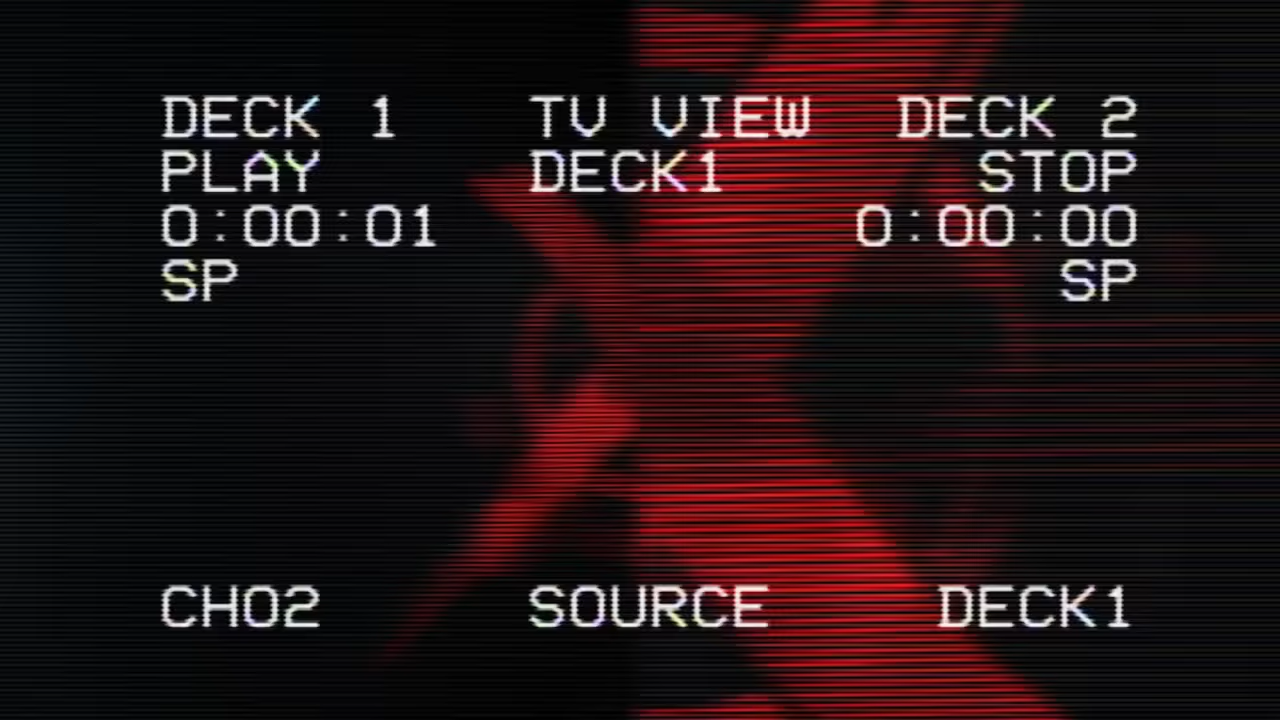 DECK 1 TV VIEW DECK 2
PLAY DECK1 STOP
0:00:01 0:00:00
SP SP
CH02 SOURCE DECK1